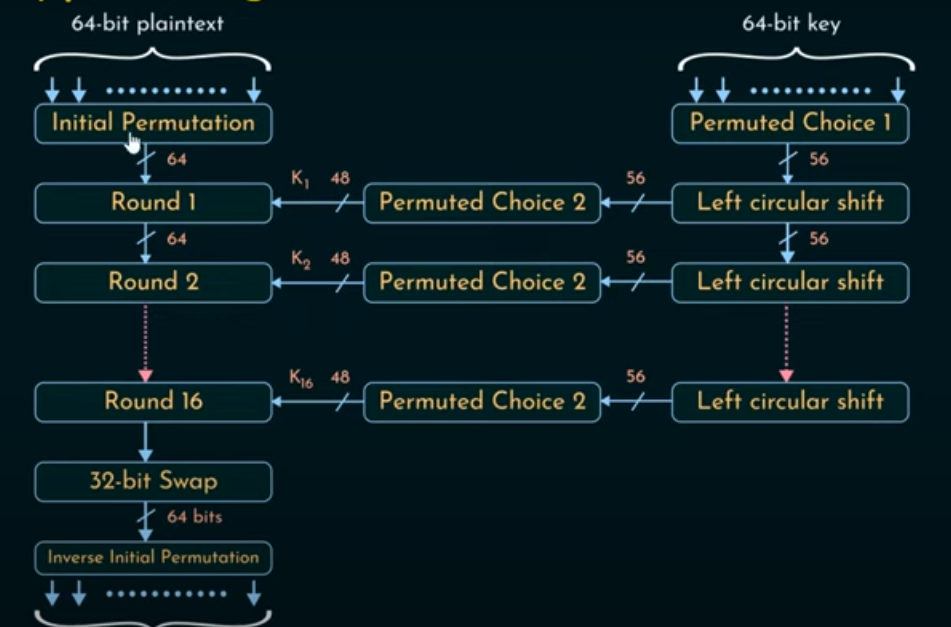 64-bit plaintext
64-bit key
Initial Permutation
Permuted Choice 1
64
56
K1 48
56
Round 1
Permuted Choice 2
Left circular shift
64
56
K2 48
56
Round 2
Permuted Choice 2
Left circular shift
K16 48
56
Round 16
Permuted Choice 2
Left circular shift
32-bit Swap
64 bits
Inverse Initial Permutation